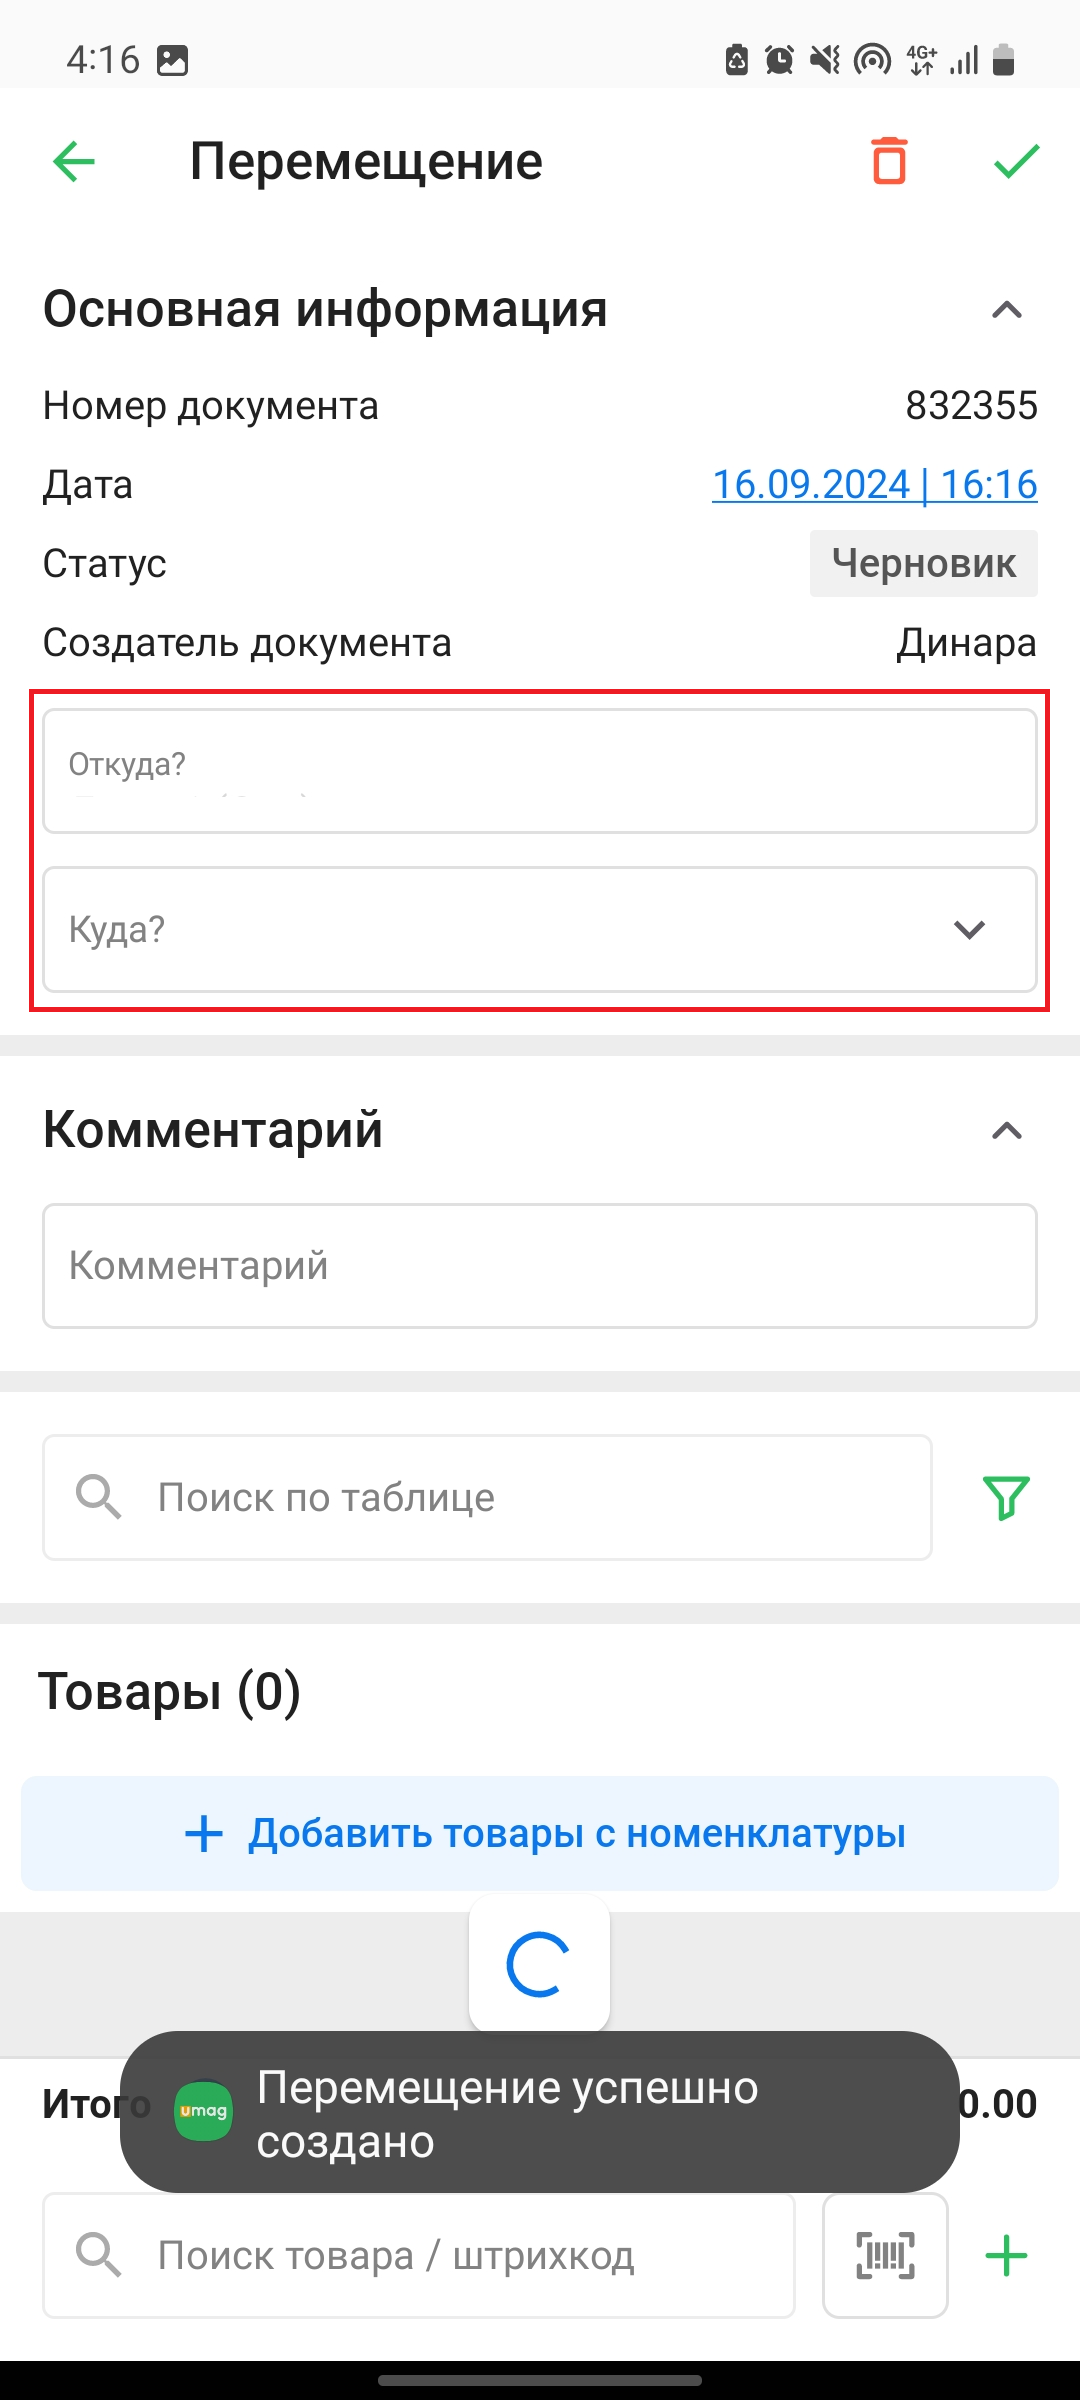 4:16
4G+
Перемещение
Основная информация
Номер документа 832355
Дата 16.09.2024 | 16:16
Статус Черновик
Создатель документа Динара
Откуда?
Куда?
Комментарий
Комментарий
Поиск по таблице
Товары (0)
+ Добавить товары с номенклатуры
Итого 0.00
umag
Перемещение успешно
создано
Поиск товара / штрихкод